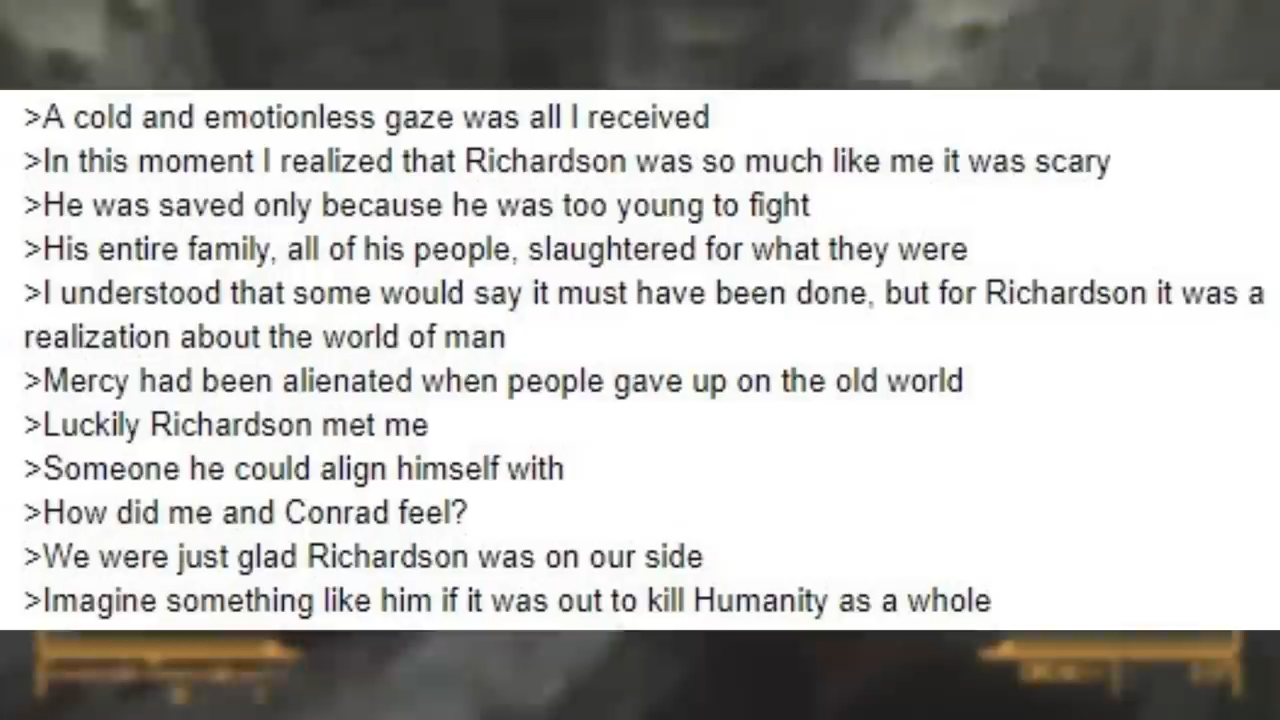 >A cold and emotionless gaze was all I received
>In this moment I realized that Richardson was so much like me it was scary
>He was saved only because he was too young to fight
>His entire family, all of his people, slaughtered for what they were
>I understood that some would say it must have been done, but for Richardson it was a
realization about the world of man
>Mercy had been alienated when people gave up on the old world
>Luckily Richardson met me
>Someone he could align himself with
>How did me and Conrad feel?
>We were just glad Richardson was on our side
>Imagine something like him if it was out to kill Humanity as a whole